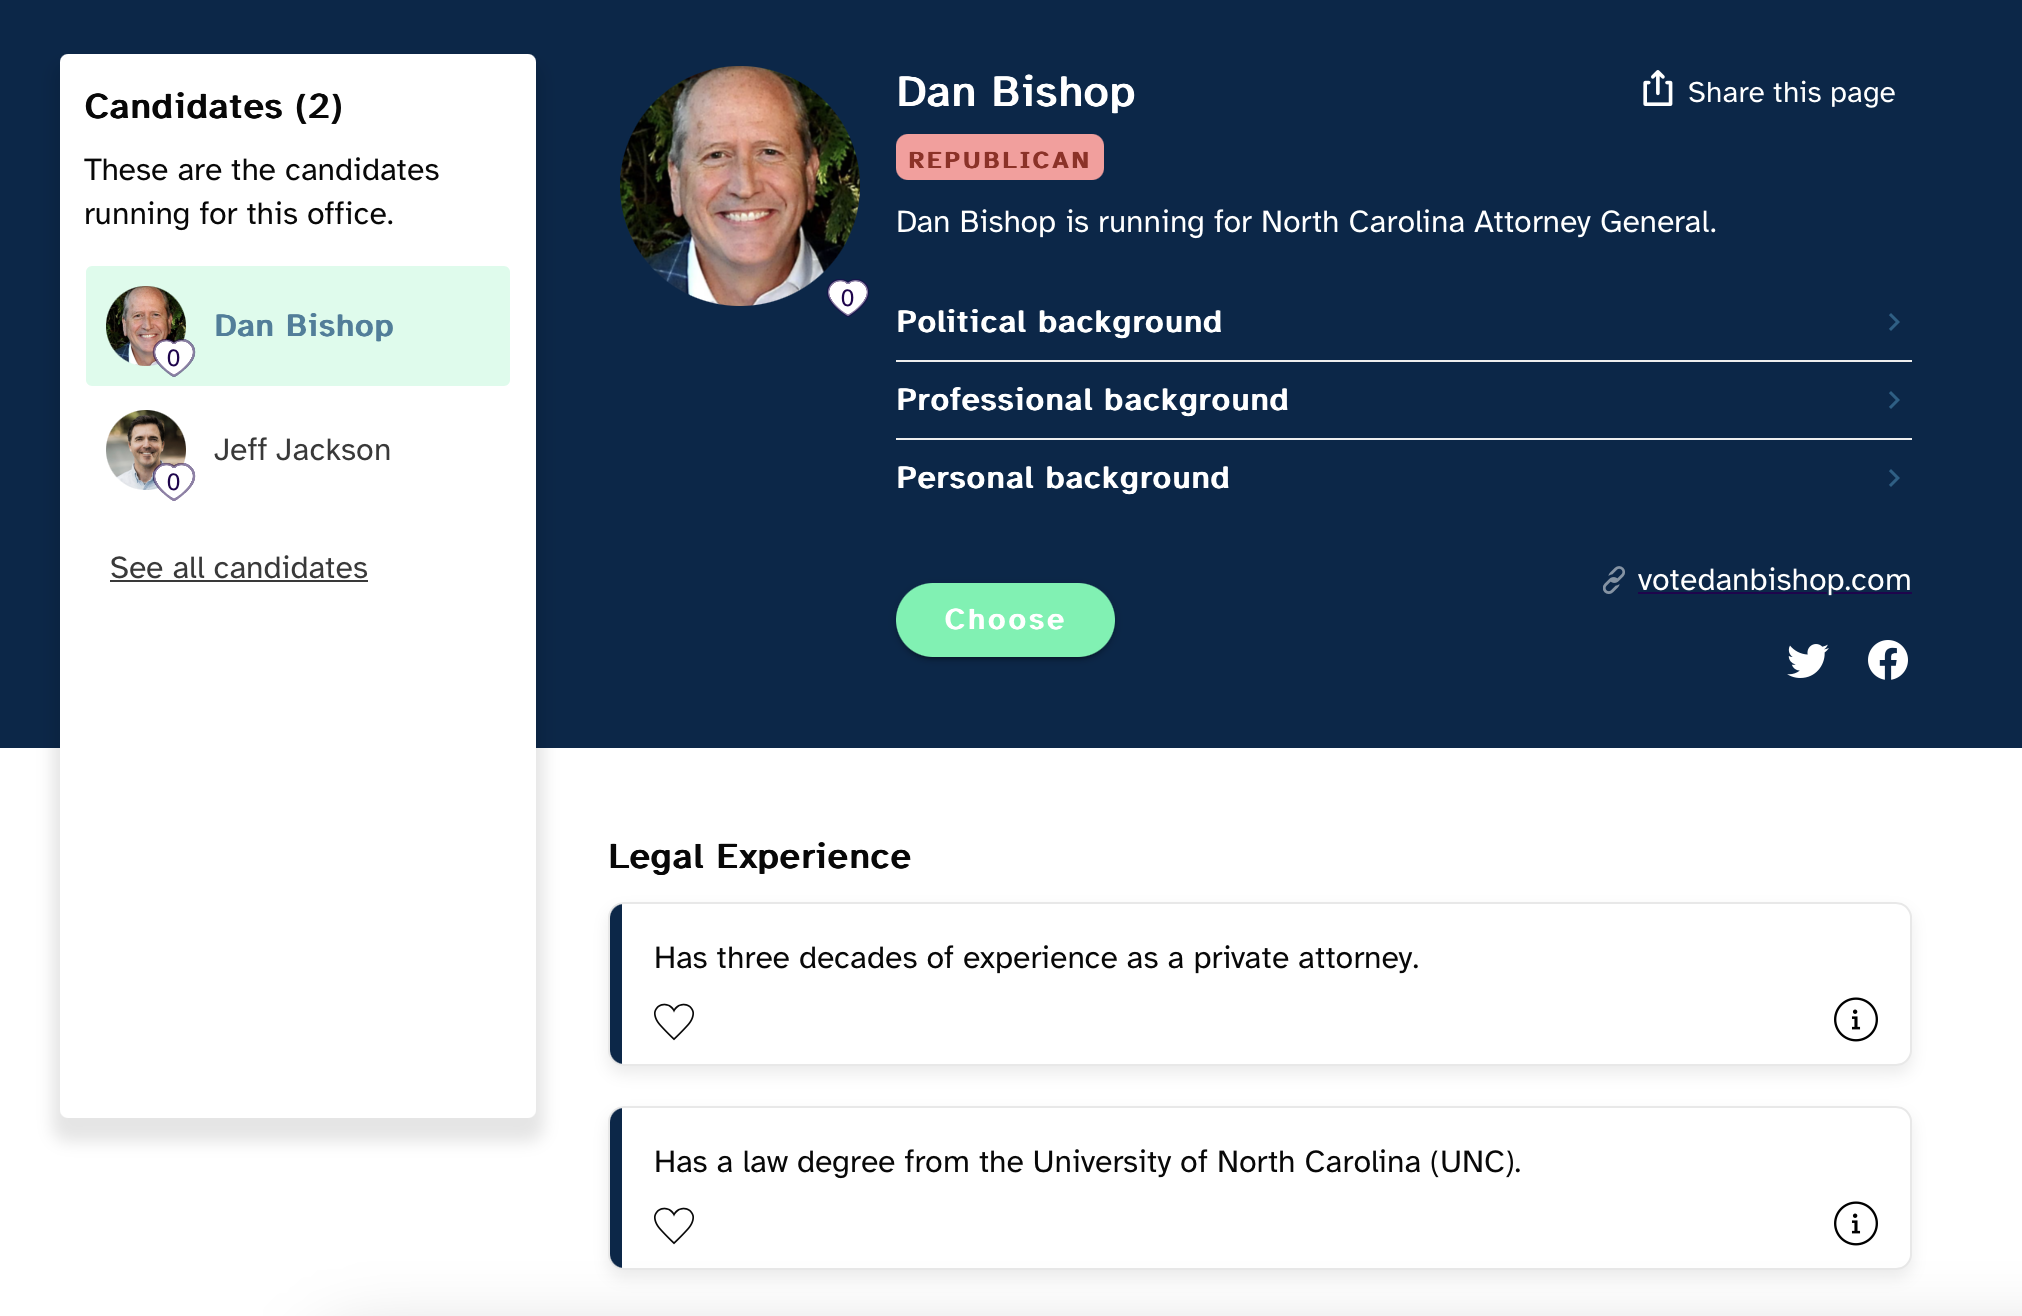 Candidates (2)
These are the candidates
running for this office.
0
Dan Bishop
0
Jeff Jackson
See all candidates
0
Dan Bishop
Share this page
REPUBLICAN
Dan Bishop is running for North Carolina Attorney General.
Political background
Professional background
Personal background
Choose
votedanbishop.com
Legal Experience
Has three decades of experience as a private attorney.
Has a law degree from the University of North Carolina (UNC).